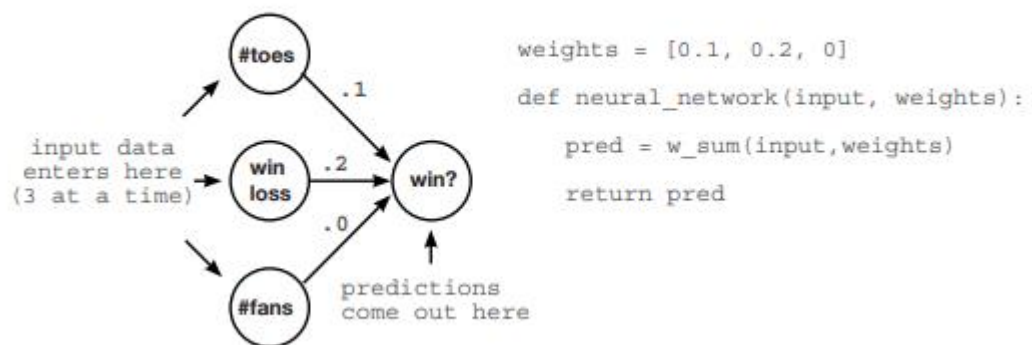 #toes
.1
input data
enters here
(3 at a time)
win
loss
.2
win?
.0
#fans
predictions
come out here
weights = [0.1, 0.2, 0]
def neural_network(input, weights):
pred = w_sum(input,weights)
return pred